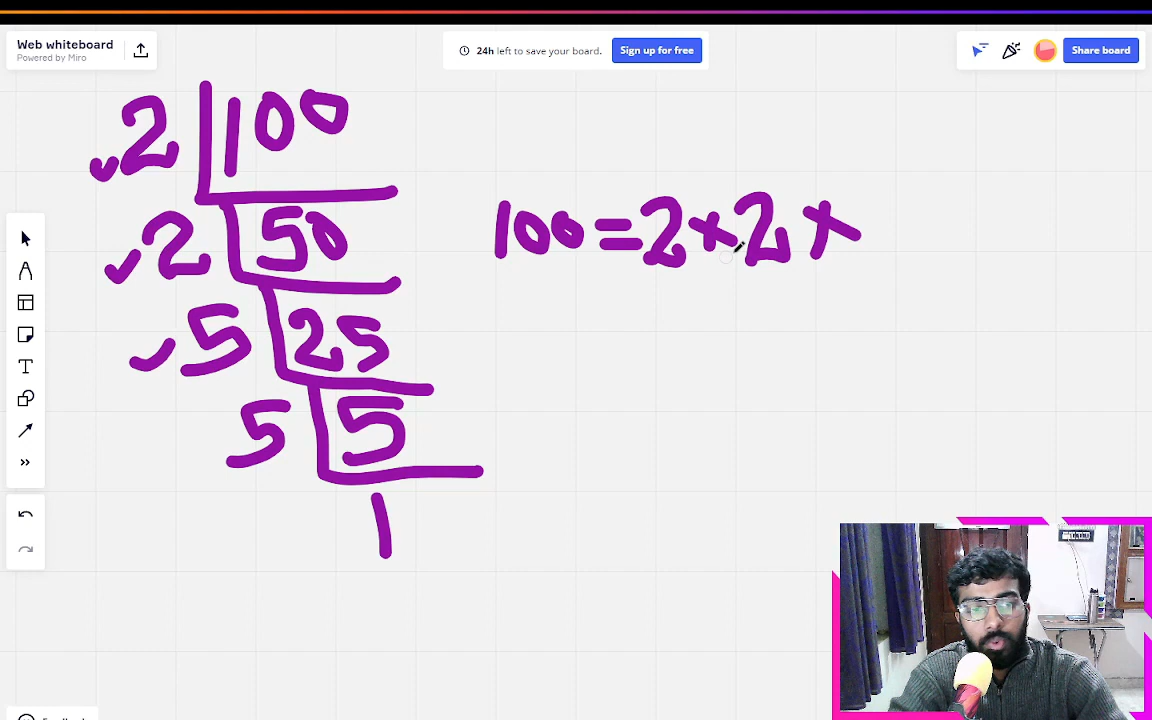 Web whiteboard
Powered by Miro
24h left to save your board.
Sign up for free
Share board
2 100
2 50
5 25
5 5
1
100=2×2×